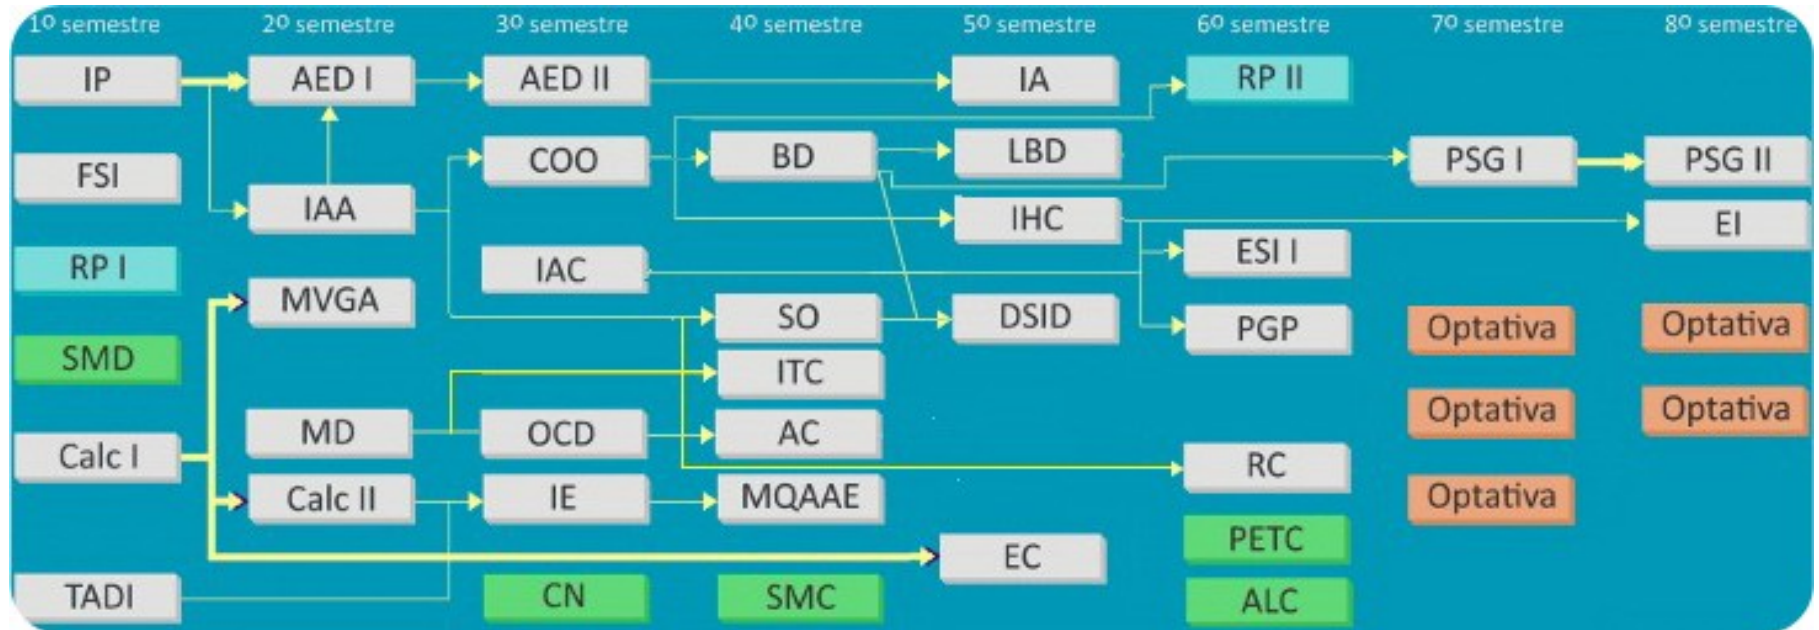 1º semestre 2º semestre 3º semestre 4º semestre 5º semestre 6º semestre 7º semestre 8º semestre
IP AED I AED II IA RP II
COO BD LBD PSG I PSG II
FSI IAA IHC EI
RP I IAC ESI I
MVGA SO DSID PGP Optativa Optativa
SMD ITC
MD OCD AC Optativa Optativa
Calc I RC
Calc II IE MQAAE Optativa
EC PETC
TADI CN SMC ALC